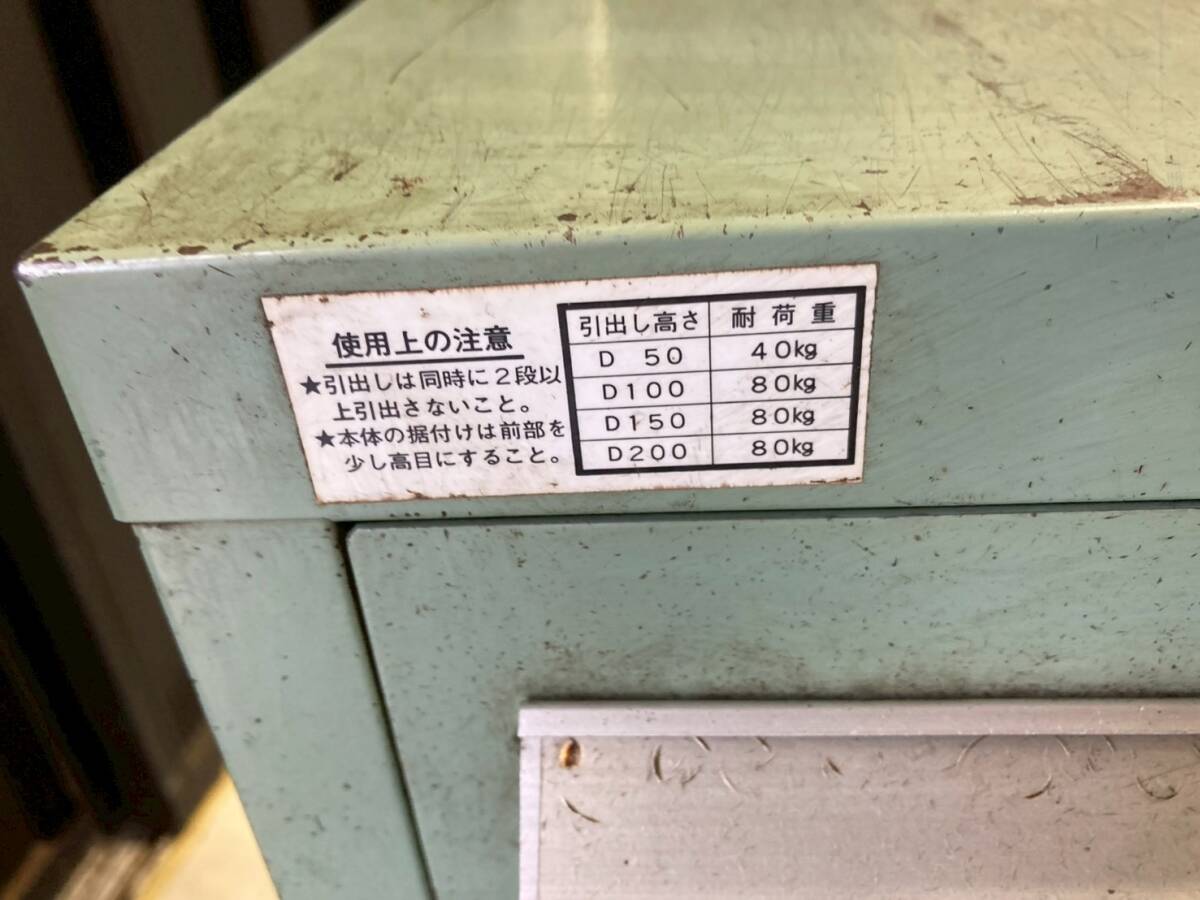 使用上の注意
★引出しは同時に2段以
上引出さないこと。
★本体の据付けは前部を
少し高目にすること。
引出し高さ 耐荷重
D 50 40kg
D100 80kg
D150 80kg
D200 80kg